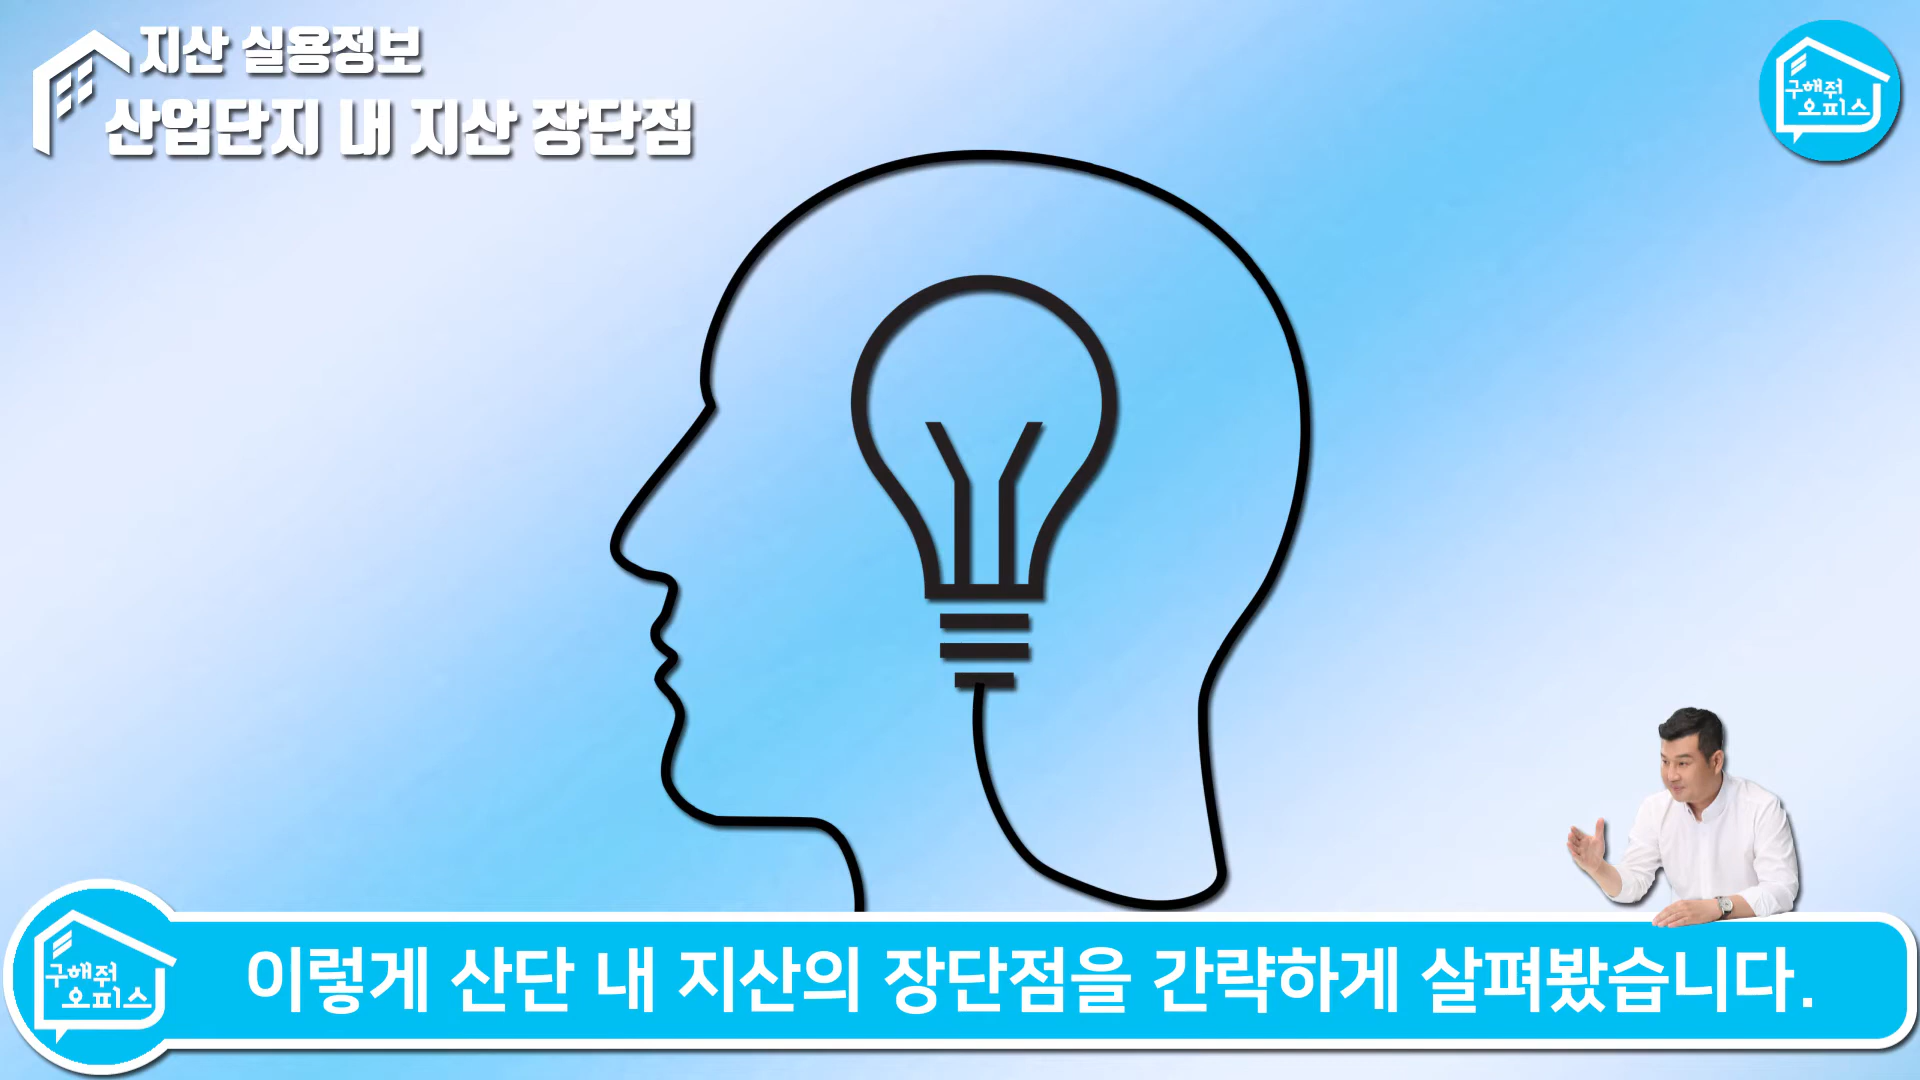 지산 실용정보
산업단지 내 지산 장단점
구해줘
오피스
구해줘
오피스
이렇게 산단 내 지산의 장단점을 간략하게 살펴봤습니다.